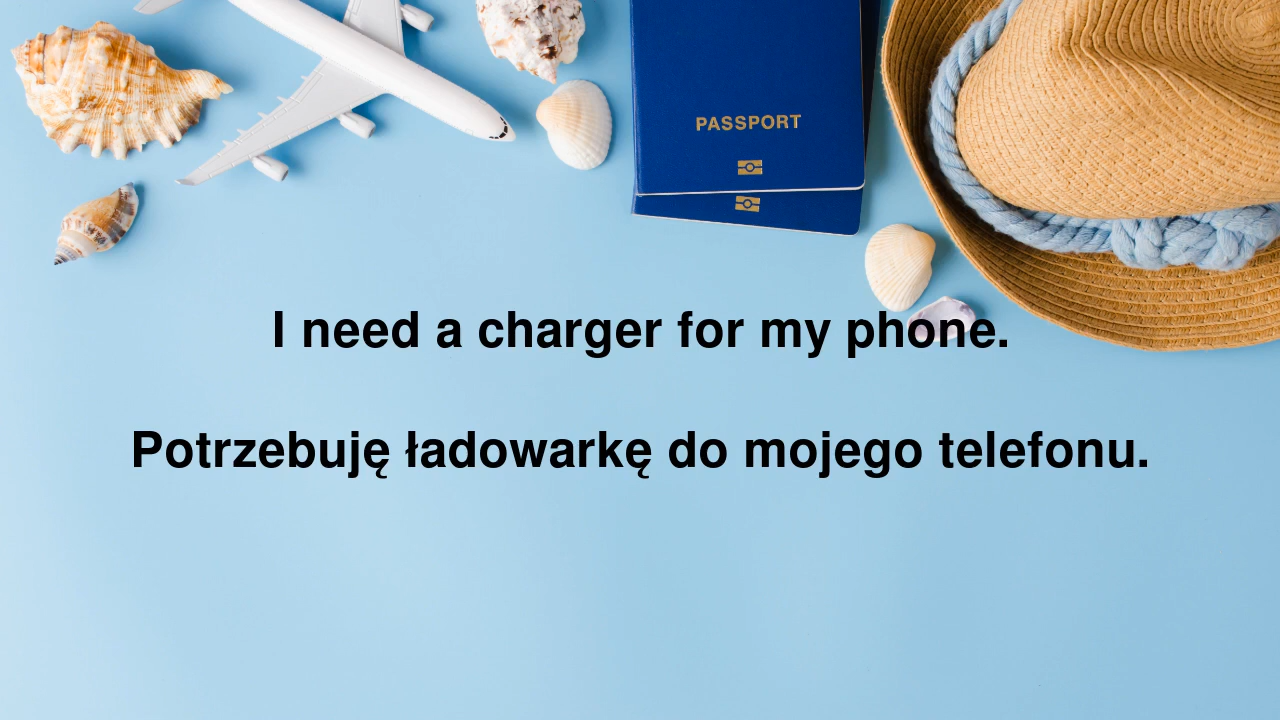 PASSPORT
I need a charger for my phone.
Potrzebuję ładowarkę do mojego telefonu.